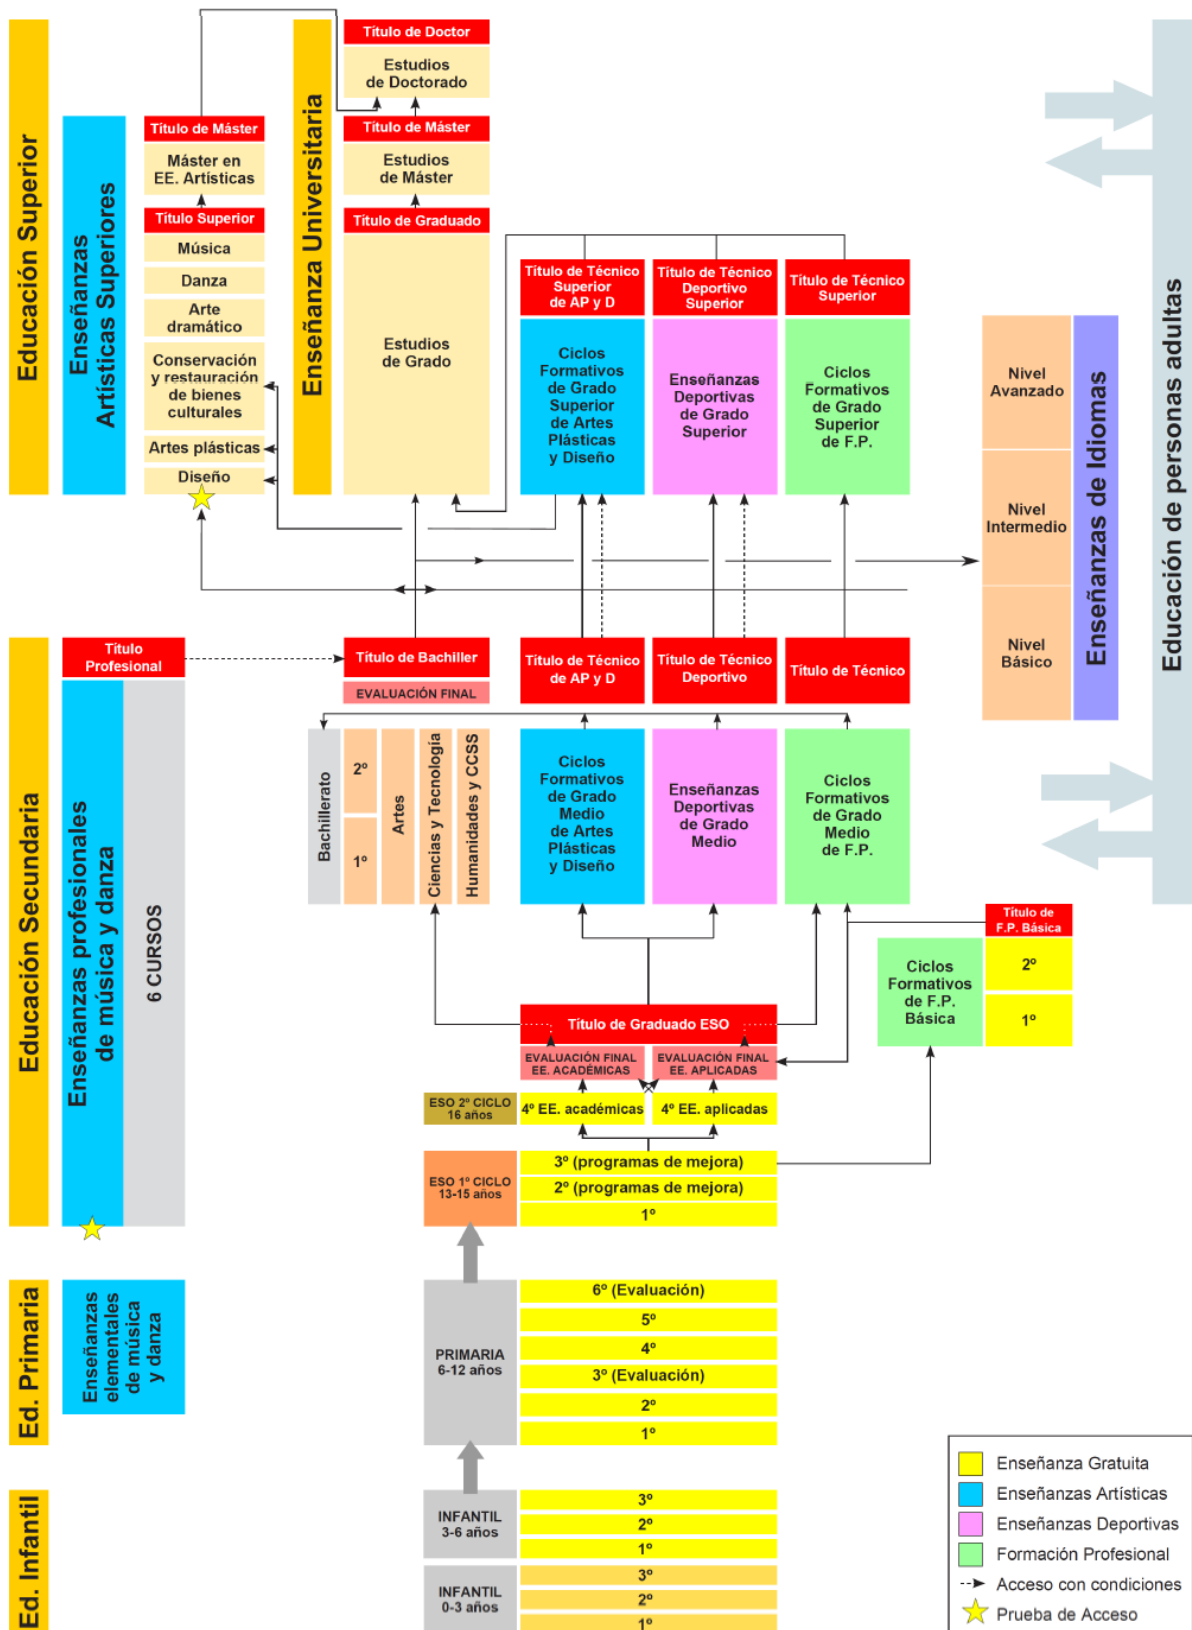 Educación Superior
Enseñanzas
Artísticas Superiores
Título de Máster
Máster en
EE. Artísticas
Título Superior
Música
Danza
Arte
dramático
Conservación
y restauración
de bienes
culturales
Artes plásticas
Diseño
Enseñanza Universitaria
Título de Doctor
Estudios
de Doctorado
Título de Máster
Estudios
de Máster
Título de Graduado
Estudios
de Grado
Título de Técnico
Superior
de AP y D
Ciclos
Formativos
de Grado
Superior
de Artes
Plásticas
y Diseño
Título de Técnico
Deportivo
Superior
Enseñanzas
Deportivas
de Grado
Superior
Título de Técnico
Superior
Ciclos
Formativos
de Grado
Superior
de F.P.
Nivel
Avanzado
Nivel
Intermedio
Nivel
Básico
Enseñanzas de Idiomas
Educación de personas adultas
Educación Secundaria
Título
Profesional
Enseñanzas profesionales
de música y danza
6 CURSOS
Título de Bachiller
EVALUACIÓN FINAL
Bachillerato
2º
1º
Artes
Ciencias y Tecnología
Humanidades y CCSS
Título de Técnico
de AP y D
Ciclos
Formativos
de Grado
Medio
de Artes
Plásticas
y Diseño
Título de Técnico
Deportivo
Enseñanzas
Deportivas
de Grado
Medio
Título de Técnico
Ciclos
Formativos
de Grado
Medio
de F.P.
Título de
F.P. Básica
Ciclos
Formativos
de F.P.
Básica
2º
1º
Título de Graduado ESO
EVALUACIÓN FINAL
EE. ACADÉMICAS
EVALUACIÓN FINAL
EE. APLICADAS
ESO 2º CICLO
16 años
4º EE. académicas
4º EE. aplicadas
ESO 1º CICLO
13-15 años
3º (programas de mejora)
2º (programas de mejora)
1º
Ed. Primaria
Enseñanzas
elementales
de música
y danza
PRIMARIA
6-12 años
6º (Evaluación)
5º
4º
3º (Evaluación)
2º
1º
Ed. Infantil
INFANTIL
3-6 años
3º
2º
1º
INFANTIL
0-3 años
3º
2º
1º
Enseñanza Gratuita
Enseñanzas Artísticas
Enseñanzas Deportivas
Formación Profesional
Acceso con condiciones
Prueba de Acceso